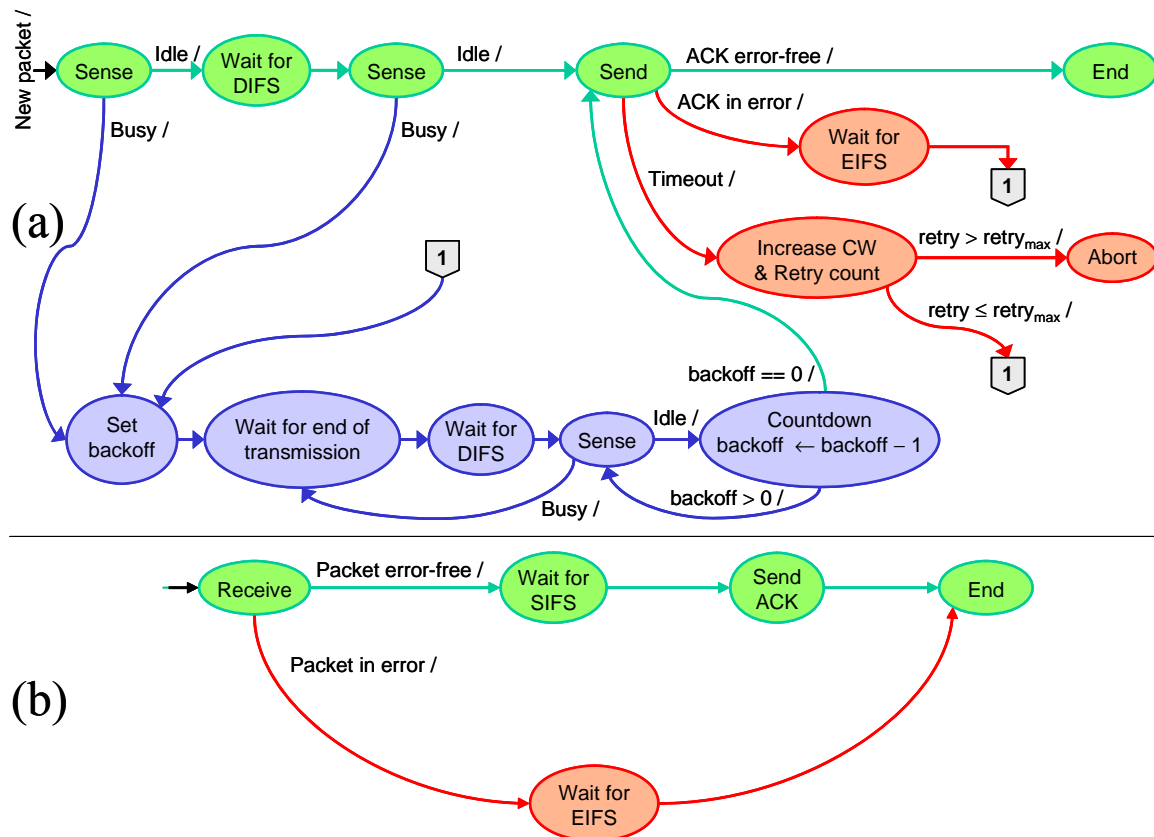 New packet /
Sense
Idle /
Wait for
DIFS
Sense
Idle /
Send
ACK error-free /
End
Busy /
Busy /
ACK in error /
Wait for
EIFS
1
Timeout /
(a)
1
Increase CW
& Retry count
retry > retrymax /
Abort
retry ≤ retrymax /
1
backoff == 0 /
Set
backoff
Wait for end of
transmission
Wait for
DIFS
Sense
Idle /
Countdown
backoff ← backoff – 1
Busy /
backoff > 0 /
Receive
Packet error-free /
Wait for
SIFS
Send
ACK
End
Packet in error /
(b)
Wait for
EIFS